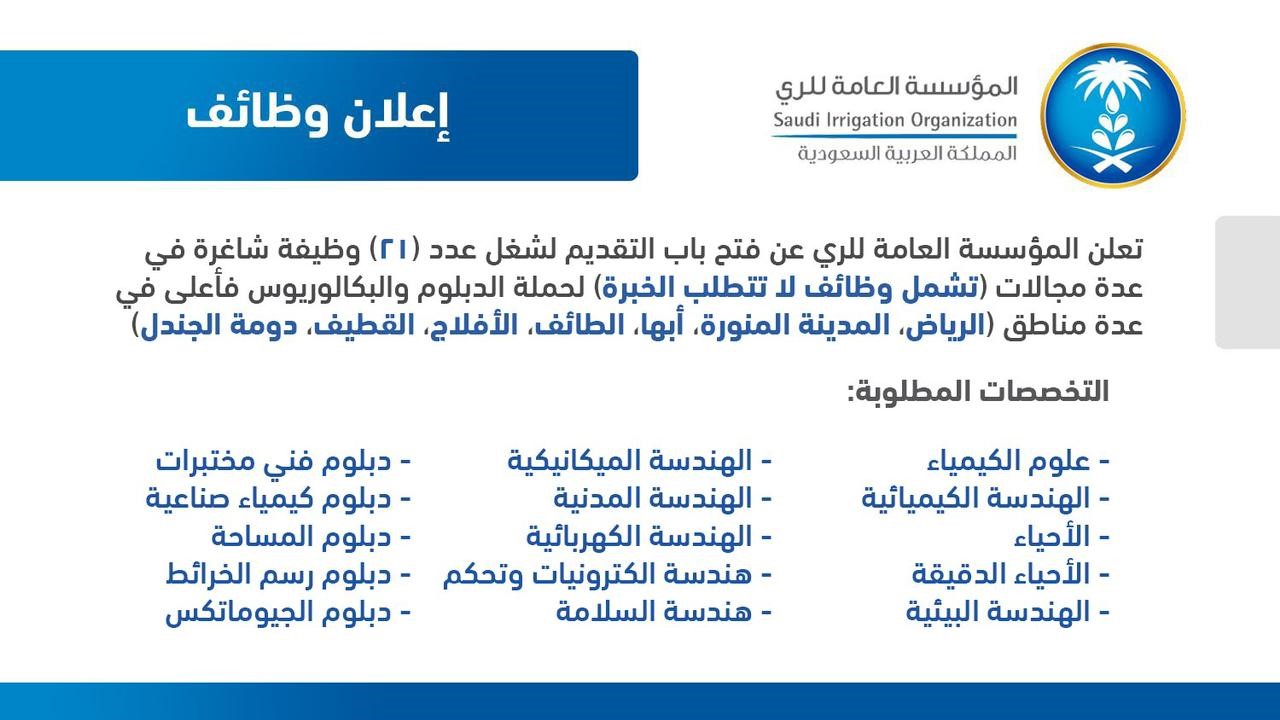 إعلان وظائف
المؤسسة العامة للري
Saudi Irrigation Organization
المملكة العربية السعودية
تعلن المؤسسة العامة للري عن فتح باب التقديم لشغل عدد (٢١) وظيفة شاغرة في
عدة مجالات (تشمل وظائف لا تتطلب الخبرة) لحملة الدبلوم والبكالوريوس فأعلى في
عدة مناطق (الرياض، المدينة المنورة، أبها، الطائف، الأفلاج، القطيف، دومة الجندل)
التخصصات المطلوبة:
- علوم الكيمياء
- الهندسة الكيميائية
- الأحياء
- الأحياء الدقيقة
- الهندسة البيئية
- الهندسة الميكانيكية
- الهندسة المدنية
- الهندسة الكهربائية
- هندسة الكترونيات وتحكم
- هندسة السلامة
- دبلوم فني مختبرات
- دبلوم كيمياء صناعية
- دبلوم المساحة
- دبلوم رسم الخرائط
- دبلوم الجيوماتكس